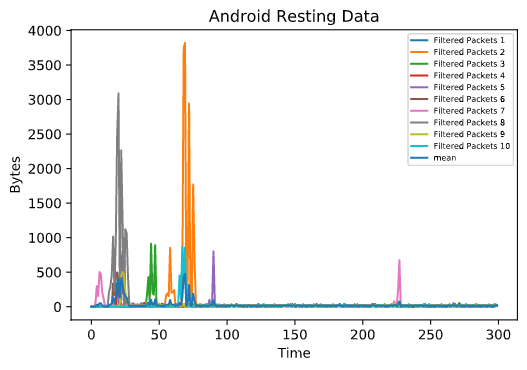 Android Resting Data
Bytes
4000
3500
3000
2500
2000
1500
1000
500
0
Filtered Packets 1
Filtered Packets 2
Filtered Packets 3
Filtered Packets 4
Filtered Packets 5
Filtered Packets 6
Filtered Packets 7
Filtered Packets 8
Filtered Packets 9
Filtered Packets 10
mean
0 50 100 150 200 250 300
Time